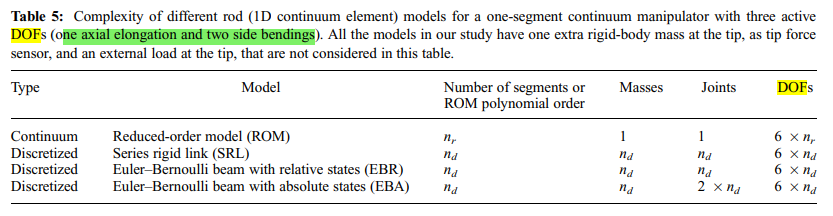 Table 5: Complexity of different rod (1D continuum element) models for a one-segment continuum manipulator with three active
DOFs (one axial elongation and two side bendings). All the models in our study have one extra rigid-body mass at the tip, as tip force
sensor, and an external load at the tip, that are not considered in this table.
Type Model Number of segments or Masses Joints DOFs
ROM polynomial order
Continuum Reduced-order model (ROM) nᵣ 1 1 6 × nᵣ
Discretized Series rigid link (SRL) n_d n_d n_d 6 × n_d
Discretized Euler–Bernoulli beam with relative states (EBR) n_d n_d n_d 6 × n_d
Discretized Euler–Bernoulli beam with absolute states (EBA) n_d n_d 2 × n_d 6 × n_d